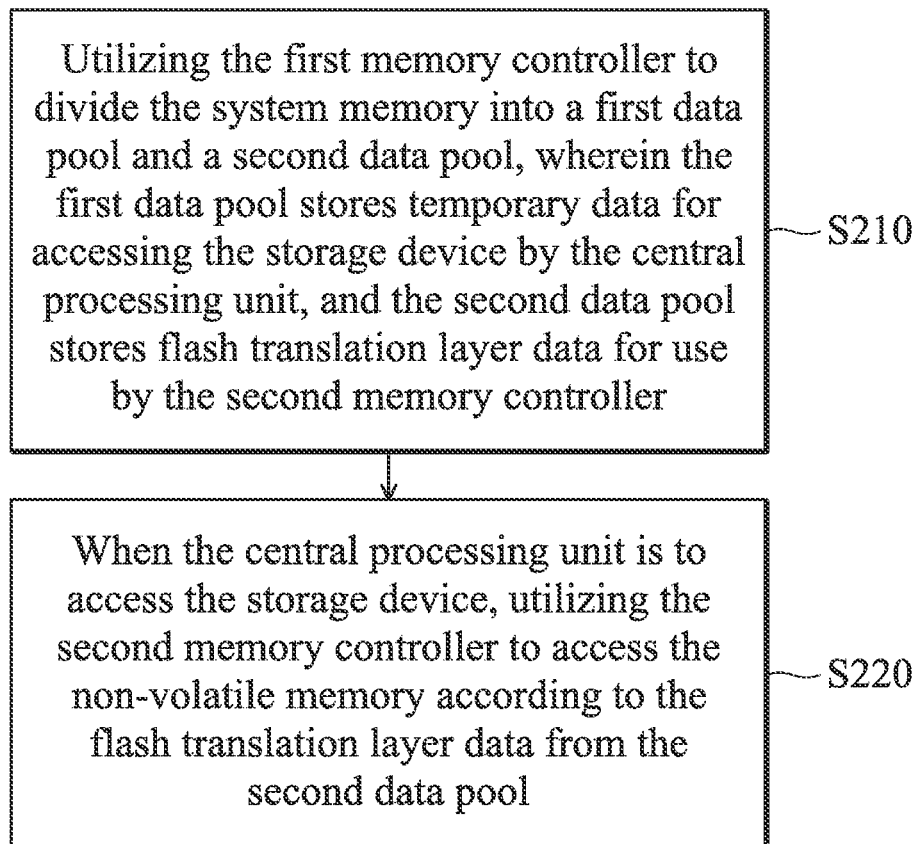 Utilizing the first memory controller to
divide the system memory into a first data
pool and a second data pool, wherein the
first data pool stores temporary data for
accessing the storage device by the central
processing unit, and the second data pool
stores flash translation layer data for use
by the second memory controller
S210
When the central processing unit is to
access the storage device, utilizing the
second memory controller to access the
non-volatile memory according to the
flash translation layer data from the
second data pool
S220